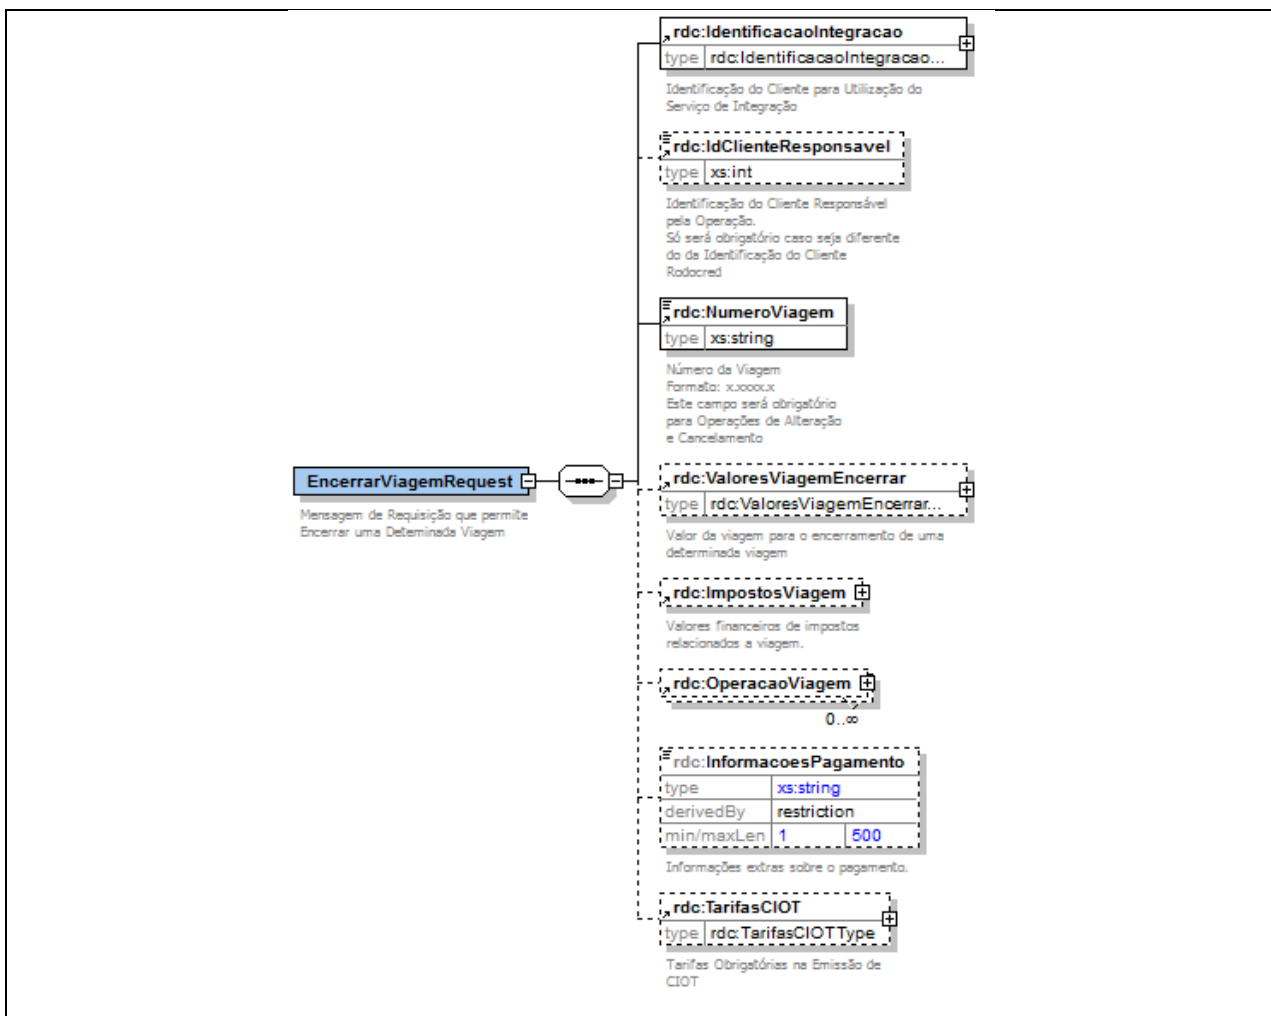 rdc:IdentificacaoIntegracao
type rdc:IdentificacaoIntegracao...
Identificação do Cliente para Utilização do
Serviço de Integração
rdc:IdClienteResponsavel
type xs:int
Identificação do Cliente Responsável
pela Operação.
Só será obrigatório caso seja diferente
do da Identificação do Cliente
Rodocred
rdc:NumeroViagem
type xs:string
Número da Viagem
Formato: x.xxxx.x
Este campo será obrigatório
para Operações de Alteração
e Cancelamento
EncerrarViagemRequest
Mensagem de Requisição que permite
Encerrar uma Deteminada Viagem
rdc:ValoresViagemEncerrar
type rdc:ValoresViagemEncerrar...
Valor da viagem para o encerramento de uma
determinada viagem
rdc:ImpostosViagem
Valores financeiros de impostos
relacionados a viagem.
rdc:OperacaoViagem
0..∞
rdc:InformacoesPagamento
type xs:string
derivedBy restriction
min/maxLen 1 500
Informações extras sobre o pagamento.
rdc:TarifasCIOT
type rdc:TarifasCIOTType
Tarifas Obrigatórias na Emissão de
CIOT